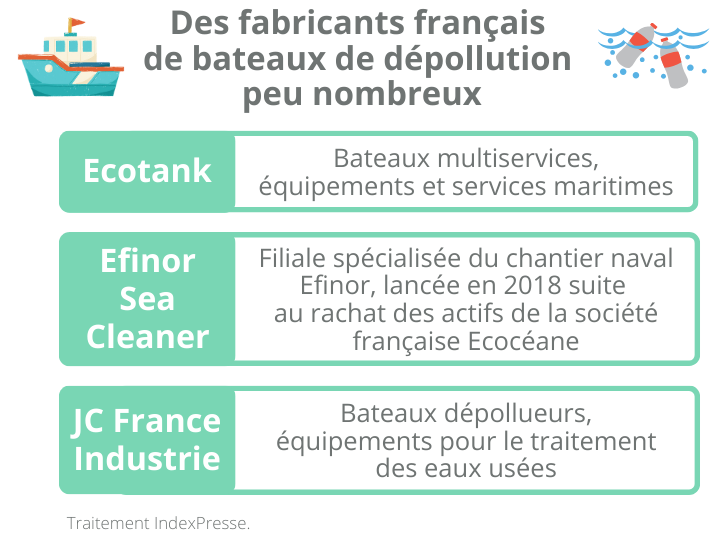 Des fabricants français
de bateaux de dépollution
peu nombreux
Ecotank
Bateaux multiservices,
équipements et services maritimes
Efinor
Sea
Cleaner
Filiale spécialisée du chantier naval
Efinor, lancée en 2018 suite
au rachat des actifs de la société
française Ecocéane
JC France
Industrie
Bateaux dépollueurs,
équipements pour le traitement
des eaux usées
Traitement IndexPresse.